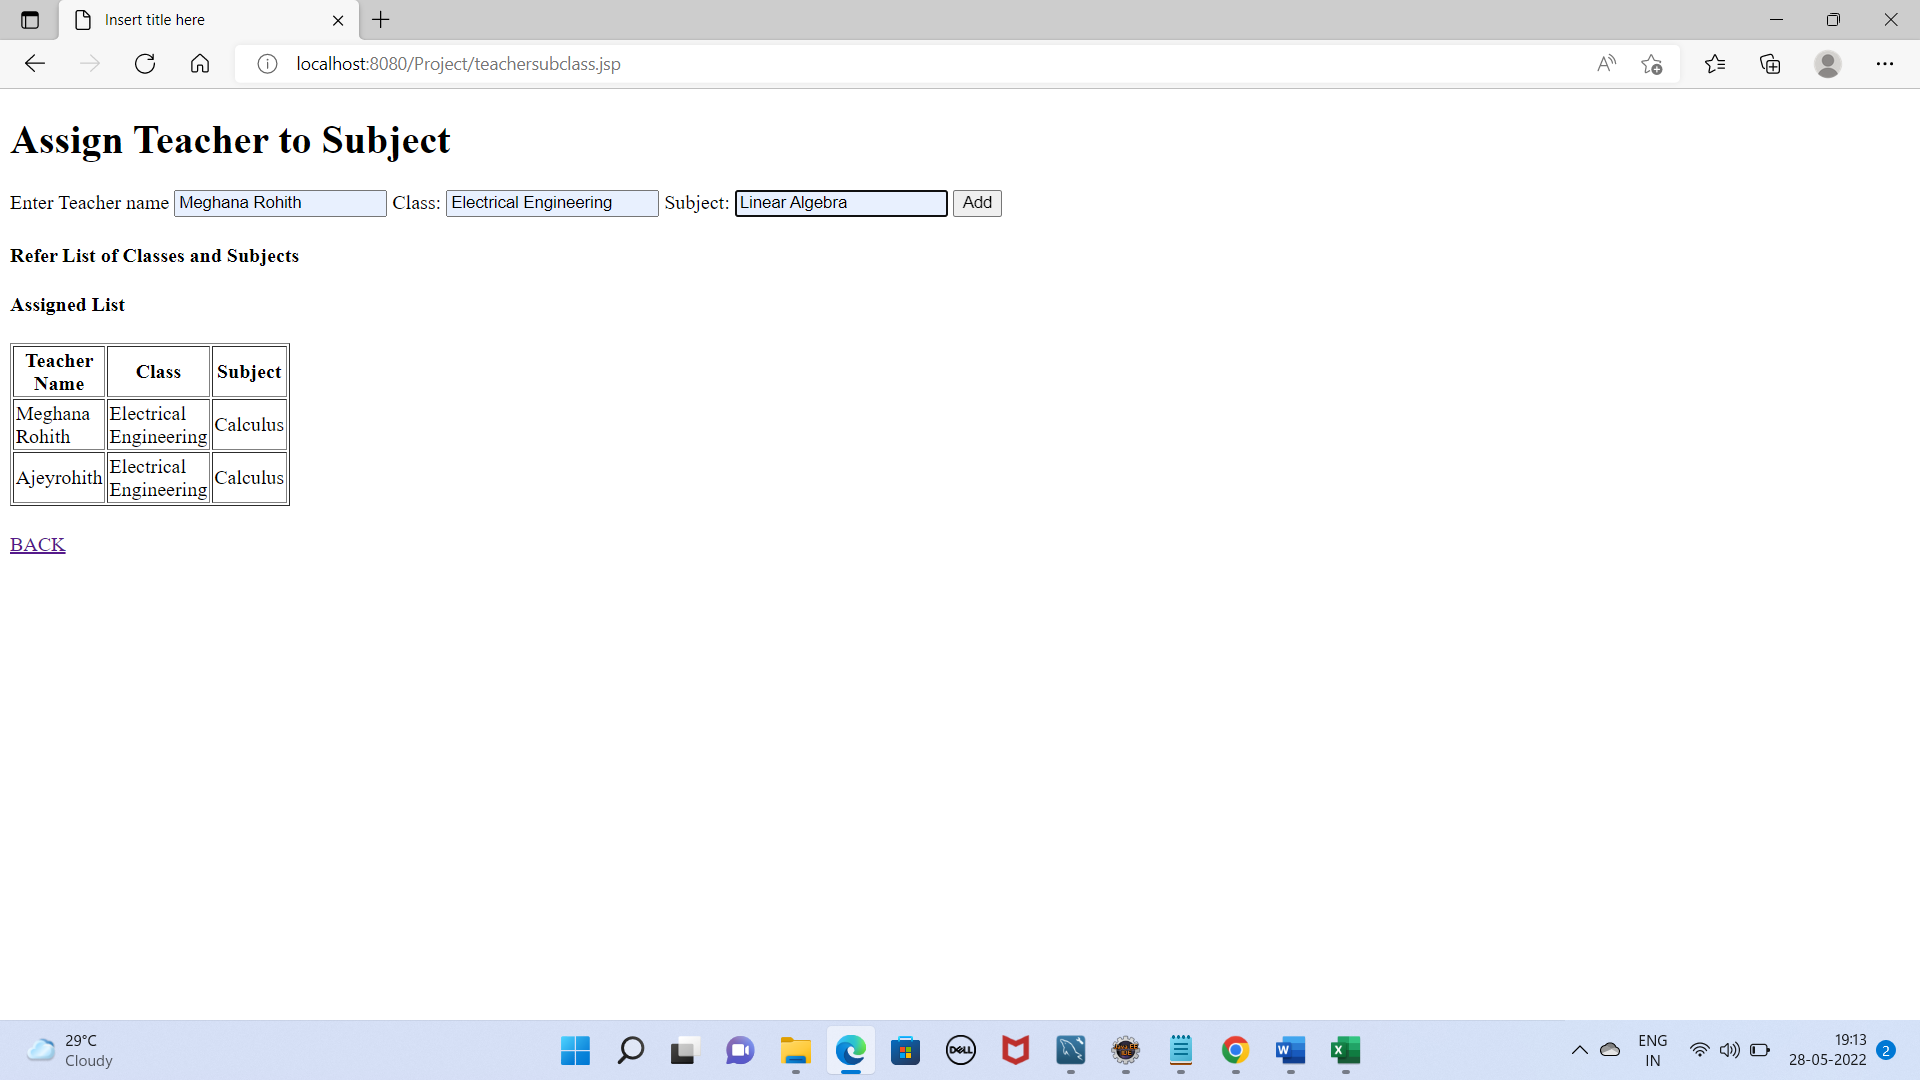 Insert title here
localhost:8080/Project/teachersubclass.jsp
Assign Teacher to Subject
Enter Teacher name Meghana Rohith Class: Electrical Engineering Subject: Linear Algebra Add
Refer List of Classes and Subjects
Assigned List
Teacher Name Class Subject
Meghana Rohith Electrical Engineering Calculus
Ajeyrohith Electrical Engineering Calculus
BACK
29°C
Cloudy
DELL
W
X
ENG
IN
19:13
28-05-2022
2